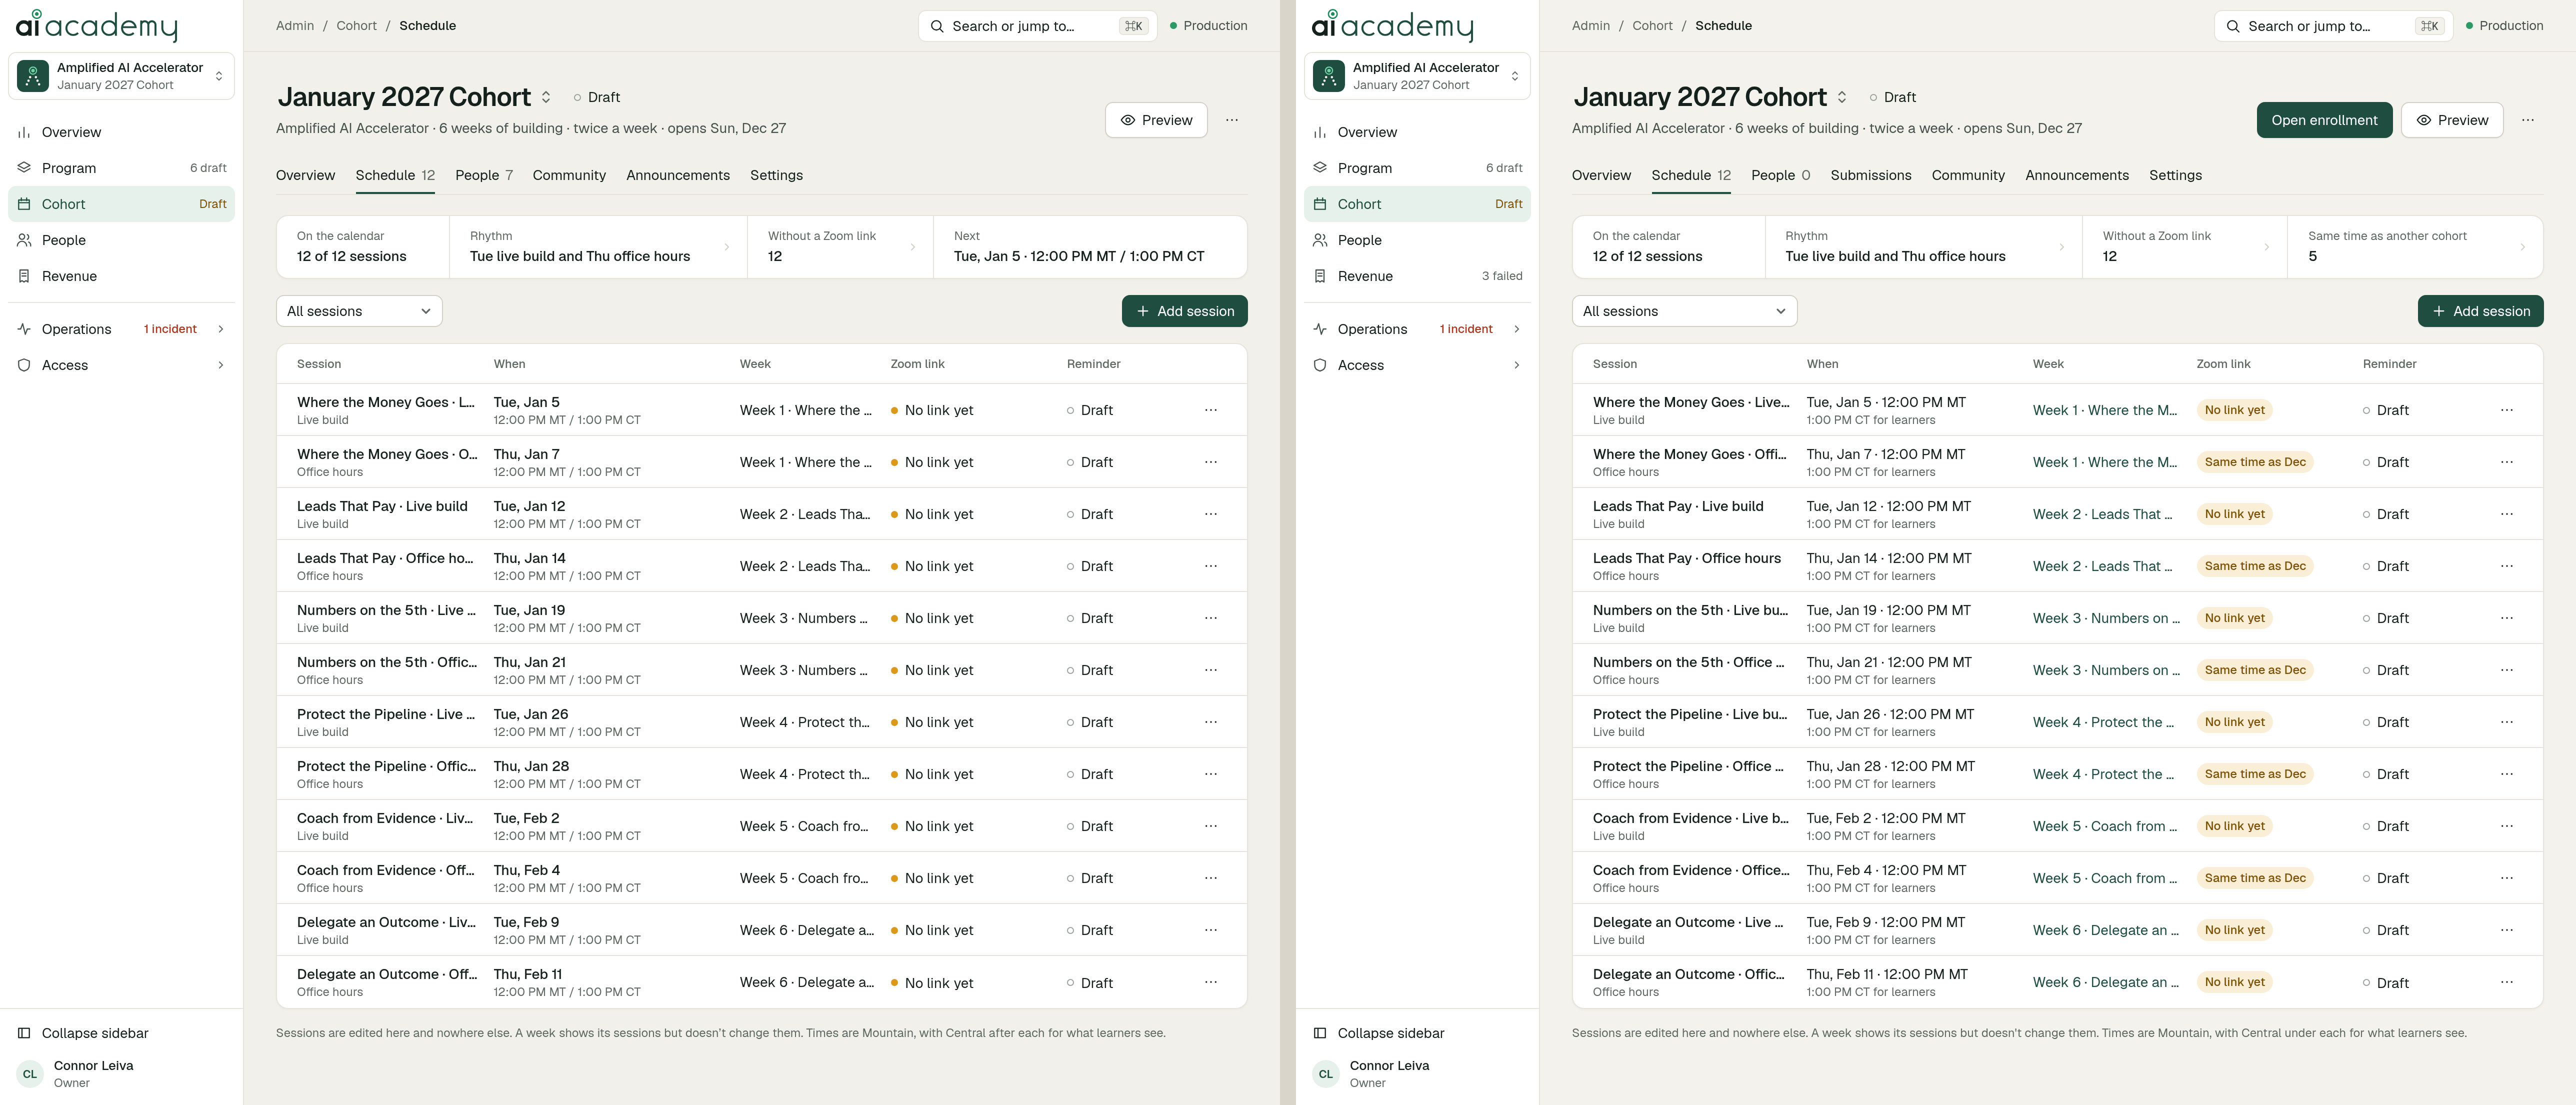 ai academy
Amplified AI Accelerator
January 2027 Cohort
Overview
Program 6 draft
Cohort Draft
People
Revenue
Operations 1 incident
Access
Collapse sidebar
CL
Connor Leiva
Owner
Admin / Cohort / Schedule
Search or jump to... ⌘K
Production
January 2027 Cohort Draft
Amplified AI Accelerator · 6 weeks of building · twice a week · opens Sun, Dec 27
Preview ···
Overview Schedule 12 People 7 Community Announcements Settings
On the calendar
12 of 12 sessions
Rhythm
Tue live build and Thu office hours
Without a Zoom link
12
Next
Tue, Jan 5 · 12:00 PM MT / 1:00 PM CT
All sessions
+ Add session
Session When Week Zoom link Reminder
Where the Money Goes · L... Tue, Jan 5 Week 1 · Where the ... No link yet Draft ···
Live build 12:00 PM MT / 1:00 PM CT
Where the Money Goes · O... Thu, Jan 7 Week 1 · Where the ... No link yet Draft ···
Office hours 12:00 PM MT / 1:00 PM CT
Leads That Pay · Live build Tue, Jan 12 Week 2 · Leads Tha... No link yet Draft ···
Live build 12:00 PM MT / 1:00 PM CT
Leads That Pay · Office ho... Thu, Jan 14 Week 2 · Leads Tha... No link yet Draft ···
Office hours 12:00 PM MT / 1:00 PM CT
Numbers on the 5th · Live ... Tue, Jan 19 Week 3 · Numbers ... No link yet Draft ···
Live build 12:00 PM MT / 1:00 PM CT
Numbers on the 5th · Offic... Thu, Jan 21 Week 3 · Numbers ... No link yet Draft ···
Office hours 12:00 PM MT / 1:00 PM CT
Protect the Pipeline · Live ... Tue, Jan 26 Week 4 · Protect th... No link yet Draft ···
Live build 12:00 PM MT / 1:00 PM CT
Protect the Pipeline · Offic... Thu, Jan 28 Week 4 · Protect th... No link yet Draft ···
Office hours 12:00 PM MT / 1:00 PM CT
Coach from Evidence · Liv... Tue, Feb 2 Week 5 · Coach fro... No link yet Draft ···
Live build 12:00 PM MT / 1:00 PM CT
Coach from Evidence · Off... Thu, Feb 4 Week 5 · Coach fro... No link yet Draft ···
Office hours 12:00 PM MT / 1:00 PM CT
Delegate an Outcome · Liv... Tue, Feb 9 Week 6 · Delegate a... No link yet Draft ···
Live build 12:00 PM MT / 1:00 PM CT
Delegate an Outcome · Off... Thu, Feb 11 Week 6 · Delegate a... No link yet Draft ···
Office hours 12:00 PM MT / 1:00 PM CT
Sessions are edited here and nowhere else. A week shows its sessions but doesn't change them. Times are Mountain, with Central after each for what learners see.
ai academy
Amplified AI Accelerator
January 2027 Cohort
Overview
Program 6 draft
Cohort Draft
People
Revenue 3 failed
Operations 1 incident
Access
Collapse sidebar
CL
Connor Leiva
Owner
Admin / Cohort / Schedule
Search or jump to... ⌘K
Production
January 2027 Cohort Draft
Amplified AI Accelerator · 6 weeks of building · twice a week · opens Sun, Dec 27
Open enrollment Preview ···
Overview Schedule 12 People 0 Submissions Community Announcements Settings
On the calendar
12 of 12 sessions
Rhythm
Tue live build and Thu office hours
Without a Zoom link
12
Same time as another cohort
5
All sessions
+ Add session
Session When Week Zoom link Reminder
Where the Money Goes · Live... Tue, Jan 5 · 12:00 PM MT Week 1 · Where the M... No link yet Draft ···
Live build 1:00 PM CT for learners
Where the Money Goes · Offi... Thu, Jan 7 · 12:00 PM MT Week 1 · Where the M... Same time as Dec Draft ···
Office hours 1:00 PM CT for learners
Leads That Pay · Live build Tue, Jan 12 · 12:00 PM MT Week 2 · Leads That ... No link yet Draft ···
Live build 1:00 PM CT for learners
Leads That Pay · Office hours Thu, Jan 14 · 12:00 PM MT Week 2 · Leads That ... Same time as Dec Draft ···
Office hours 1:00 PM CT for learners
Numbers on the 5th · Live bu... Tue, Jan 19 · 12:00 PM MT Week 3 · Numbers on ... No link yet Draft ···
Live build 1:00 PM CT for learners
Numbers on the 5th · Office ... Thu, Jan 21 · 12:00 PM MT Week 3 · Numbers on ... Same time as Dec Draft ···
Office hours 1:00 PM CT for learners
Protect the Pipeline · Live bu... Tue, Jan 26 · 12:00 PM MT Week 4 · Protect the ... No link yet Draft ···
Live build 1:00 PM CT for learners
Protect the Pipeline · Office ... Thu, Jan 28 · 12:00 PM MT Week 4 · Protect the ... Same time as Dec Draft ···
Office hours 1:00 PM CT for learners
Coach from Evidence · Live b... Tue, Feb 2 · 12:00 PM MT Week 5 · Coach from ... No link yet Draft ···
Live build 1:00 PM CT for learners
Coach from Evidence · Office... Thu, Feb 4 · 12:00 PM MT Week 5 · Coach from ... Same time as Dec Draft ···
Office hours 1:00 PM CT for learners
Delegate an Outcome · Live ... Tue, Feb 9 · 12:00 PM MT Week 6 · Delegate an ... No link yet Draft ···
Live build 1:00 PM CT for learners
Delegate an Outcome · Offic... Thu, Feb 11 · 12:00 PM MT Week 6 · Delegate an ... No link yet Draft ···
Office hours 1:00 PM CT for learners
Sessions are edited here and nowhere else. A week shows its sessions but doesn't change them. Times are Mountain, with Central under each for what learners see.